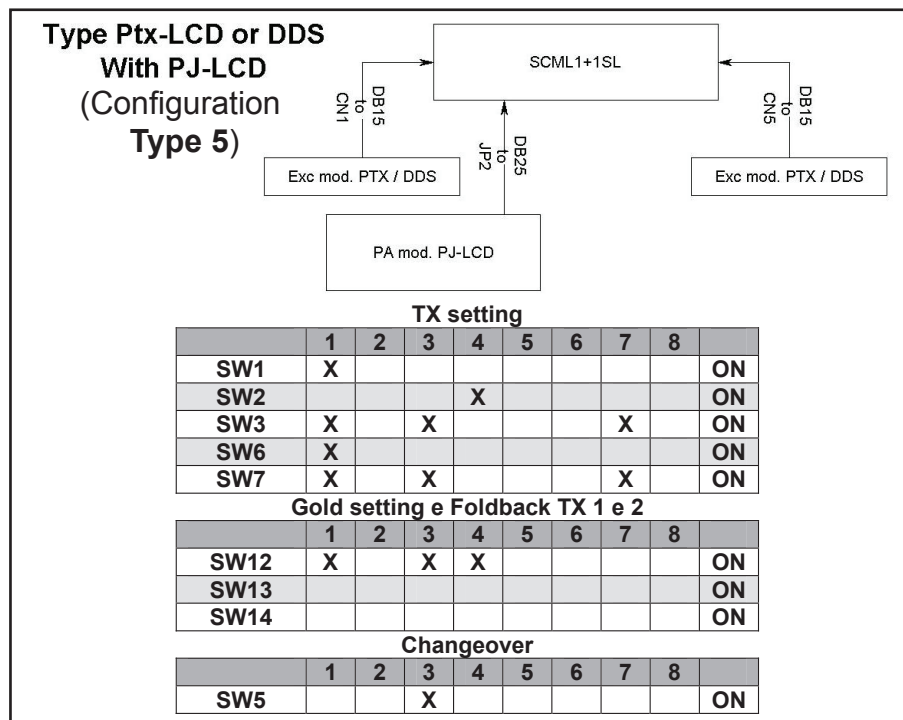 Type Ptx-LCD or DDS
With PJ-LCD
(Configuration
Type 5)
SCML1+1SL
DB15
to
CN1
DB25
to
JP2
DB15
to
CN5
Exc mod. PTX / DDS
Exc mod. PTX / DDS
PA mod. PJ-LCD
TX setting
1 2 3 4 5 6 7 8
SW1 X ON
SW2 X ON
SW3 X X X ON
SW6 X ON
SW7 X X X ON
Gold setting e Foldback TX 1 e 2
1 2 3 4 5 6 7 8
SW12 X X X ON
SW13 ON
SW14 ON
Changeover
1 2 3 4 5 6 7 8
SW5 X ON